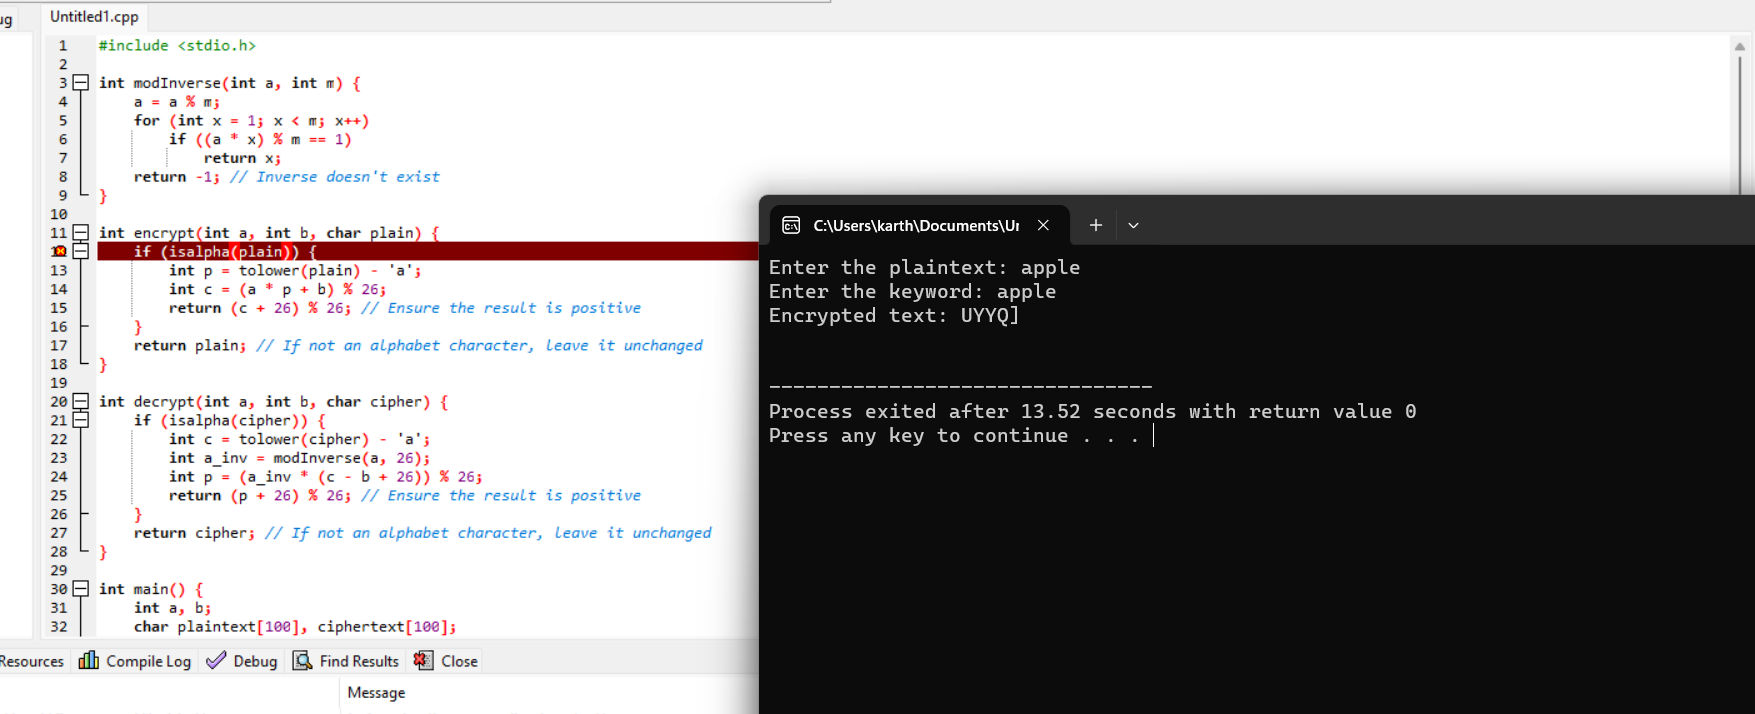 ug
Untitled1.cpp
1 #include <stdio.h>
2
3 int modInverse(int a, int m) {
4     a = a % m;
5     for (int x = 1; x < m; x++)
6         if ((a * x) % m == 1)
7             return x;
8     return -1; // Inverse doesn't exist
9 }
10
11 int encrypt(int a, int b, char plain) {
if (isalpha(plain)) {
13         int p = tolower(plain) - 'a';
14         int c = (a * p + b) % 26;
15         return (c + 26) % 26; // Ensure the result is positive
16     }
17     return plain; // If not an alphabet character, leave it unchanged
18 }
19
20 int decrypt(int a, int b, char cipher) {
21     if (isalpha(cipher)) {
22         int c = tolower(cipher) - 'a';
23         int a_inv = modInverse(a, 26);
24         int p = (a_inv * (c - b + 26)) % 26;
25         return (p + 26) % 26; // Ensure the result is positive
26     }
27     return cipher; // If not an alphabet character, leave it unchanged
28 }
29
30 int main() {
31     int a, b;
32     char plaintext[100], ciphertext[100];
Resources Compile Log Debug Find Results Close
Message
C:\Users\karth\Documents\Ur
Enter the plaintext: apple
Enter the keyword: apple
Encrypted text: UYYQ]
--------------------------------
Process exited after 13.52 seconds with return value 0
Press any key to continue . . .